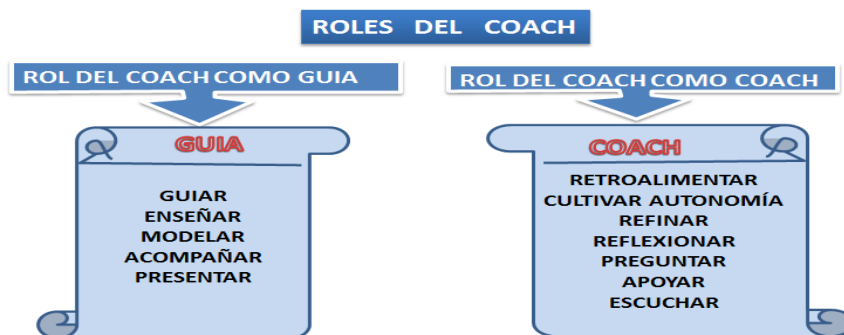 ROLES DEL COACH
ROL DEL COACH COMO GUIA
GUIA
GUIAR
ENSEÑAR
MODELAR
ACOMPAÑAR
PRESENTAR
ROL DEL COACH COMO COACH
COACH
RETROALIMENTAR
CULTIVAR AUTONOMÍA
REFINAR
REFLEXIONAR
PREGUNTAR
APOYAR
ESCUCHAR